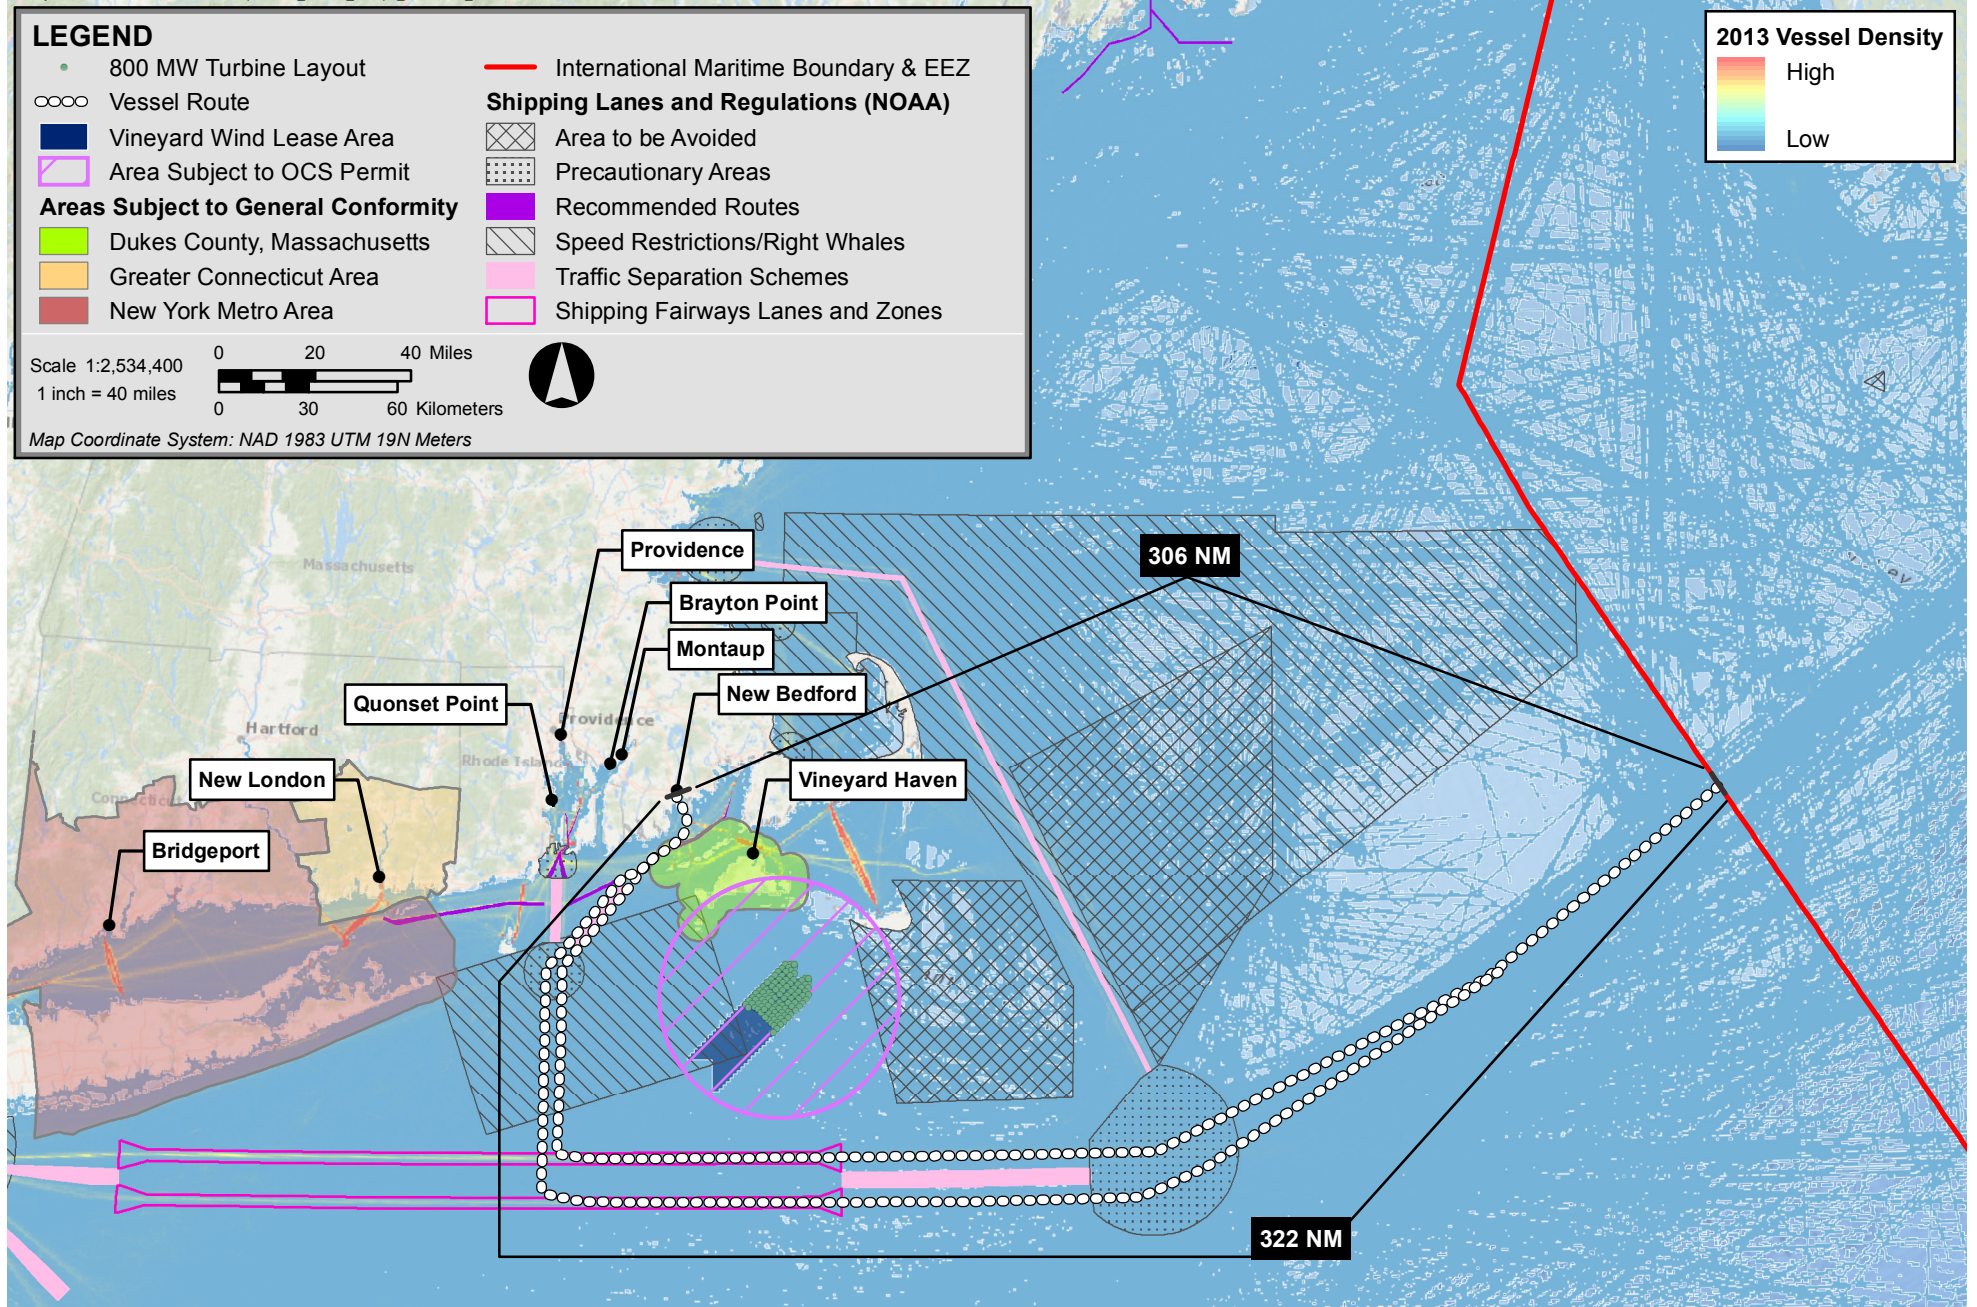 LEGEND
800 MW Turbine Layout
Vessel Route
Vineyard Wind Lease Area
Area Subject to OCS Permit
Areas Subject to General Conformity
Dukes County, Massachusetts
Greater Connecticut Area
New York Metro Area
International Maritime Boundary & EEZ
Shipping Lanes and Regulations (NOAA)
Area to be Avoided
Precautionary Areas
Recommended Routes
Speed Restrictions/Right Whales
Traffic Separation Schemes
Shipping Fairways Lanes and Zones
Scale 1:2,534,400
1 inch = 40 miles
0 20 40 Miles
0 30 60 Kilometers
Map Coordinate System: NAD 1983 UTM 19N Meters
2013 Vessel Density
High
Low
Providence
306 NM
Massachusetts
Brayton Point
Montaup
New Bedford
Quonset Point
Providence
Hartford
Rhode Island
New London
Vineyard Haven
Connecticut
Bridgeport
322 NM